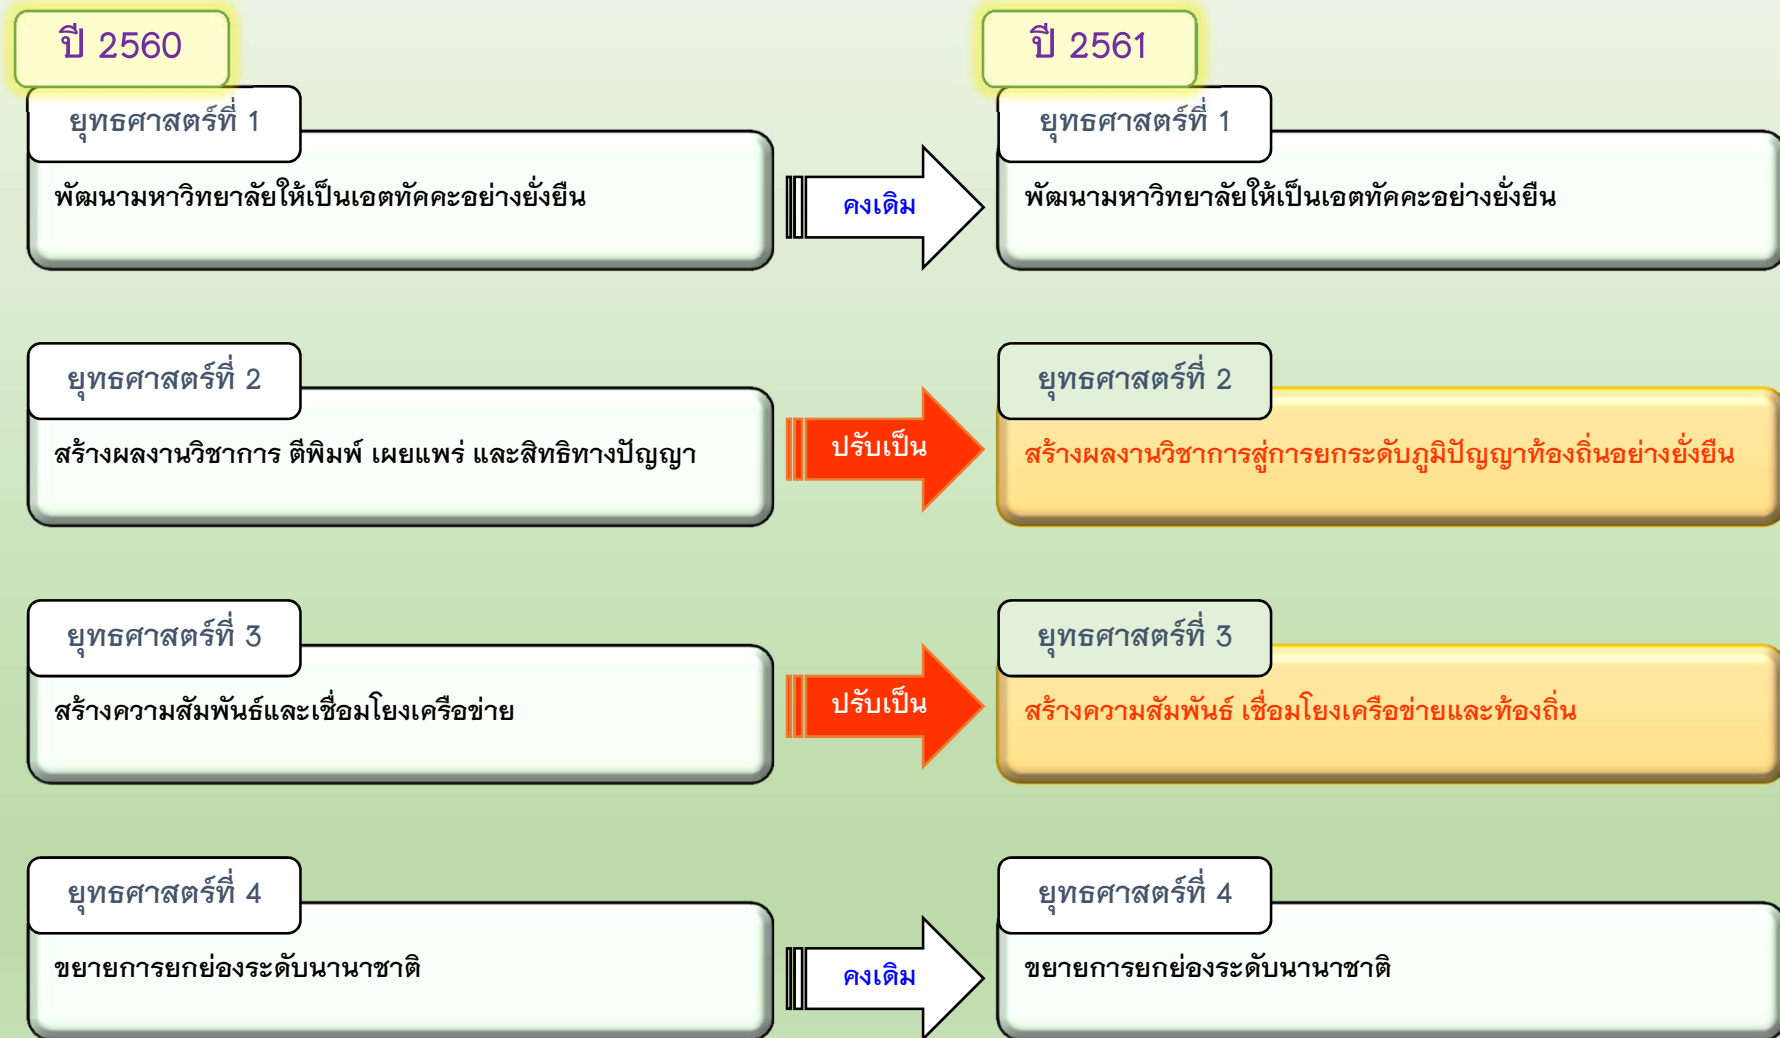 ปี 2560
ปี 2561
ยุทธศาสตร์ที่ 1
พัฒนามหาวิทยาลัยให้เป็นเอตทัคคะอย่างยั่งยืน
คงเดิม
ยุทธศาสตร์ที่ 1
พัฒนามหาวิทยาลัยให้เป็นเอตทัคคะอย่างยั่งยืน
ยุทธศาสตร์ที่ 2
สร้างผลงานวิชาการ ตีพิมพ์ เผยแพร่ และสิทธิทางปัญญา
ปรับเป็น
ยุทธศาสตร์ที่ 2
สร้างผลงานวิชาการสู่การยกระดับภูมิปัญญาท้องถิ่นอย่างยั่งยืน
ยุทธศาสตร์ที่ 3
สร้างความสัมพันธ์และเชื่อมโยงเครือข่าย
ปรับเป็น
ยุทธศาสตร์ที่ 3
สร้างความสัมพันธ์ เชื่อมโยงเครือข่ายและท้องถิ่น
ยุทธศาสตร์ที่ 4
ขยายการยกย่องระดับนานาชาติ
คงเดิม
ยุทธศาสตร์ที่ 4
ขยายการยกย่องระดับนานาชาติ